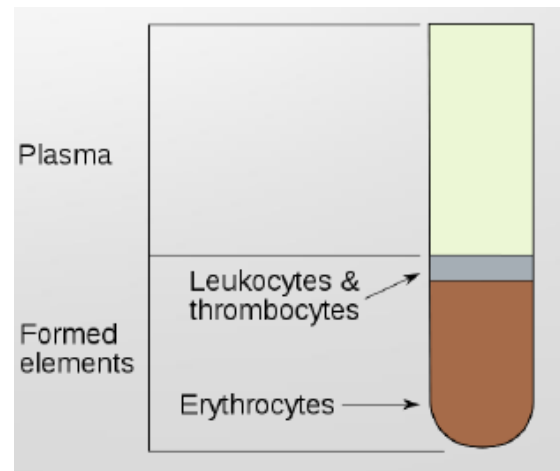 Plasma
Leukocytes &
thrombocytes
Formed
elements
Erythrocytes